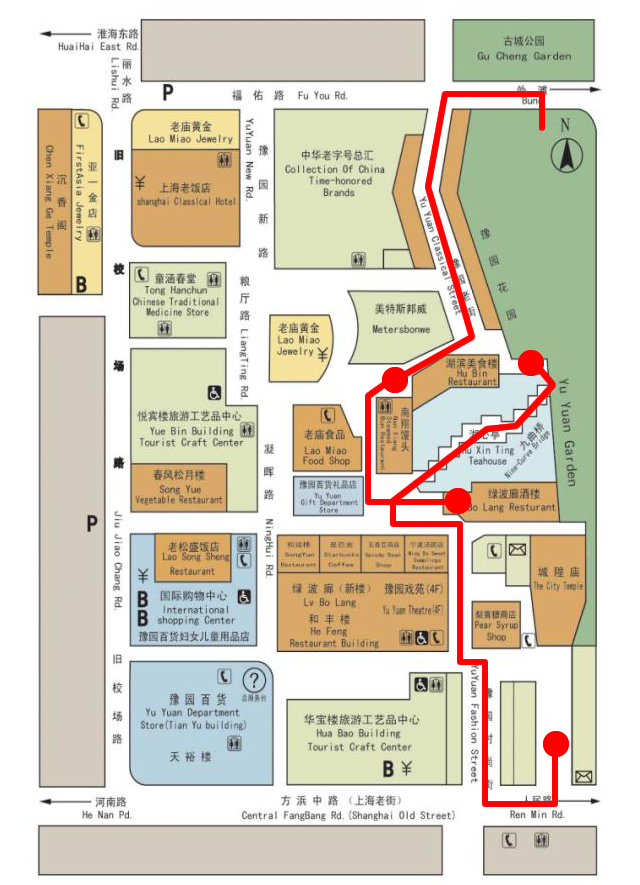 淮海东路
HuaiHai East Rd.
丽水路
Lishui Rd.
P
福佑路 Fu You Rd.
古城公园
Gu Cheng Garden
外滩
Bund
N
沉香阁
Chen Xiang Ge Temple
亚一金店
FirstAsia Jewelry
B
旧校场路
Jiu Jiao Chang Rd.
老庙黄金
Lao Miao Jewelry
上海老饭店
shanghai Classical Hotel
豫园新路
YuYuan New Rd.
中华老字号总汇
Collection Of China
Time-honored
Brands
Yu Yuan Classical Street
豫园花园
童涵春堂
Tong Hanchun
Chinese Traditional
Medicine Store
粮厅路
LiangTing Rd.
老庙黄金
Lao Miao
Jewelry
美特斯邦威
Metersbonwe
湖滨美食楼
Hu Bin
Restaurant
悦宾楼旅游工艺品中心
Yue Bin Building
Tourist Craft Center
春风松月楼
Song Yue
Vegetable Restaurant
凝晖路
NingHui Rd.
老庙食品
Lao Miao
Food Shop
南翔馒头
Nan Xiang
Steamed
Bun Restaurant
Xin Ting
Teahouse
九曲桥
Nine-Curve Bridge
Yu Yuan Garden
豫园百货礼品店
Yu Yuan
Gift Department
Store
绿波廊酒楼
Bo Lang Resturant
P
老松盛饭店
Lao Song Sheng
Restaurant
B
B
国际购物中心
International
shopping Center
豫园百货妇女儿童用品店
松运楼
SongYun
Restaurant
星巴克
Starbucks
Coffee
五香豆商店
Spiced Bean
Shop
宁波汤团店
Ning Bo Sweet
Dumplings
Restaurant
绿波廊（新楼）
Lv Bo Lang
和丰楼
He Feng
Restaurant Building
豫园戏苑(4F)
Yu Yuan Theatre(4F)
城隍庙
The City Temple
梨膏糖商店
Pear Syrup
Shop
旧校场路
豫园百货
Yu Yuan Department
Store(Tian Yu building)
天裕楼
?
总服务台
华宝楼旅游工艺品中心
Hua Bao Building
Tourist Craft Center
B
YuYuan Fashion Street
豫园时尚街
河南路
He Nan Pd.
方浜中路（上海老街）
Central FangBang Rd.(Shanghai Old Street)
人民路
Ren Min Rd.